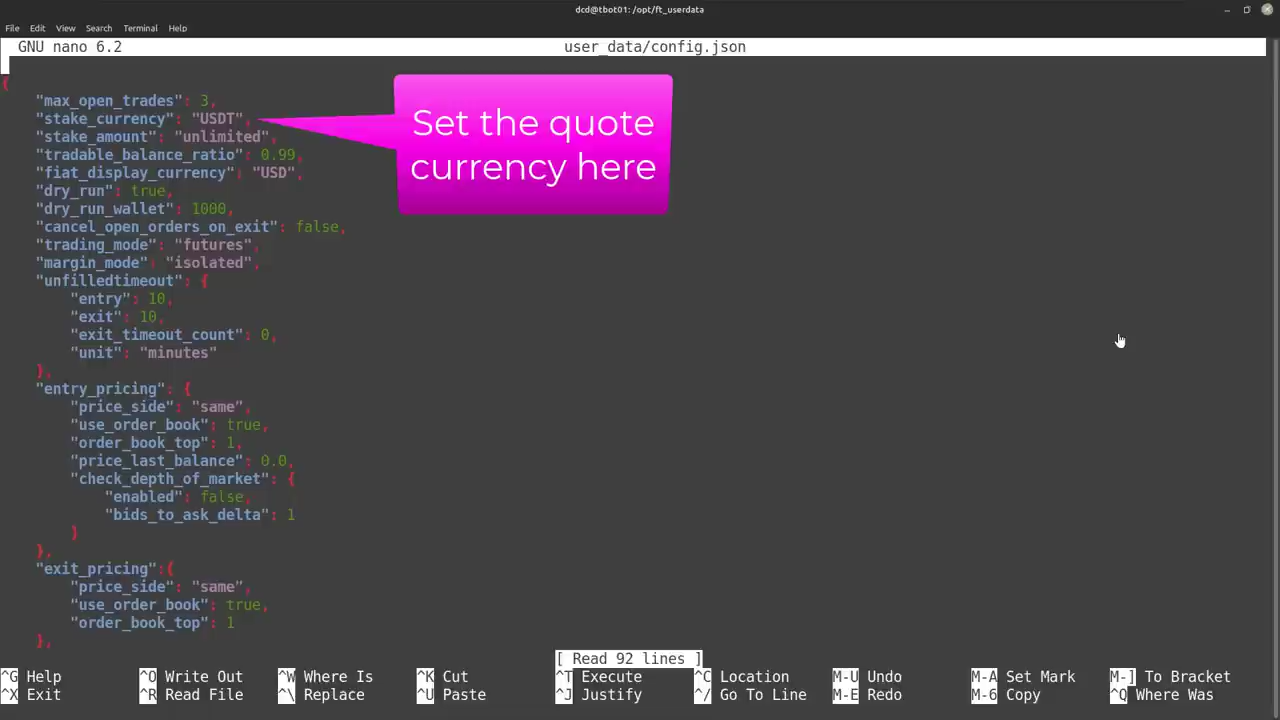 dcd@tbot01: /opt/ft_userdata
File Edit View Search Terminal Help
GNU nano 6.2 user_data/config.json
{
"max_open_trades": 3,
"stake_currency": "USDT",
"stake_amount": "unlimited",
"tradable_balance_ratio": 0.99,
"fiat_display_currency": "USD",
"dry_run": true,
"dry_run_wallet": 1000,
"cancel_open_orders_on_exit": false,
"trading_mode": "futures",
"margin_mode": "isolated",
"unfilledtimeout": {
"entry": 10,
"exit": 10,
"exit_timeout_count": 0,
"unit": "minutes"
},
"entry_pricing": {
"price_side": "same",
"use_order_book": true,
"order_book_top": 1,
"price_last_balance": 0.0,
"check_depth_of_market": {
"enabled": false,
"bids_to_ask_delta": 1
}
},
"exit_pricing":{
"price_side": "same",
"use_order_book": true,
"order_book_top": 1
},
Set the quote
currency here
[ Read 92 lines ]
^G Help ^O Write Out ^W Where Is ^K Cut ^T Execute ^C Location M-U Undo M-A Set Mark M-] To Bracket
^X Exit ^R Read File ^\ Replace ^U Paste ^J Justify ^/ Go To Line M-E Redo M-6 Copy ^Q Where Was